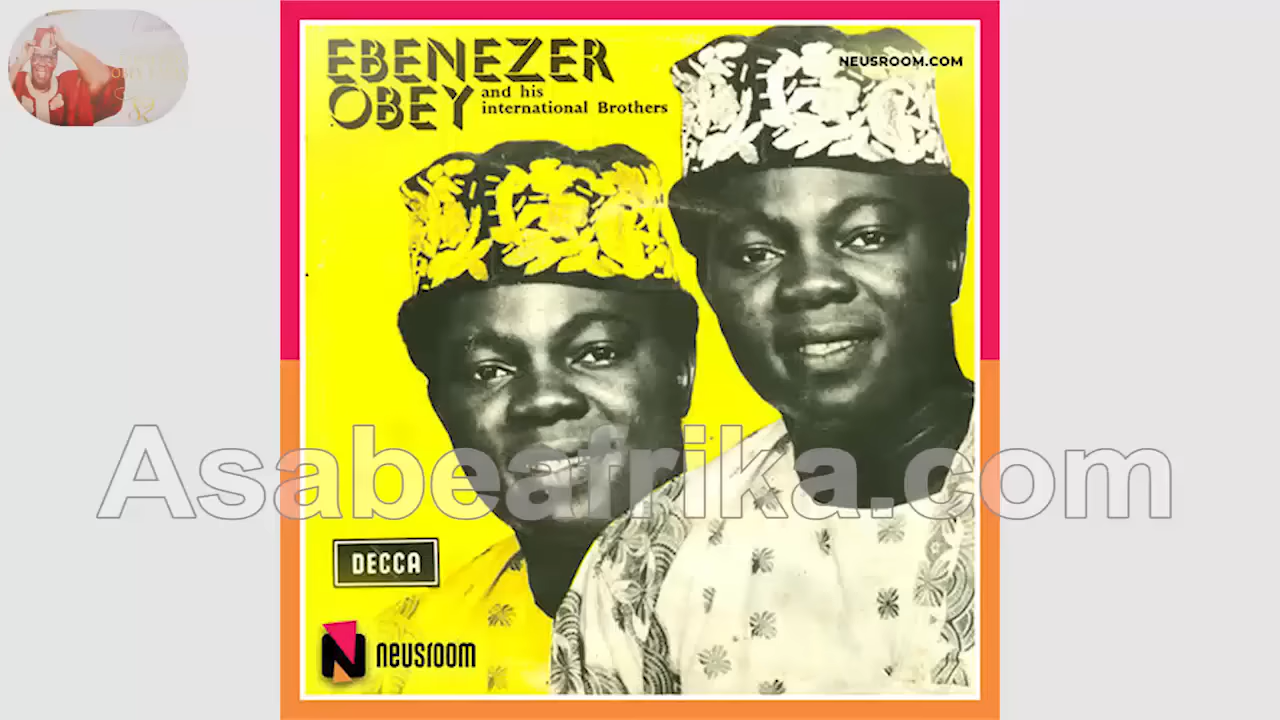 EBENEZER
OBEY and his
international Brothers
NEUSROOM.COM
Asabeafrika.com
DECCA
N neusroom